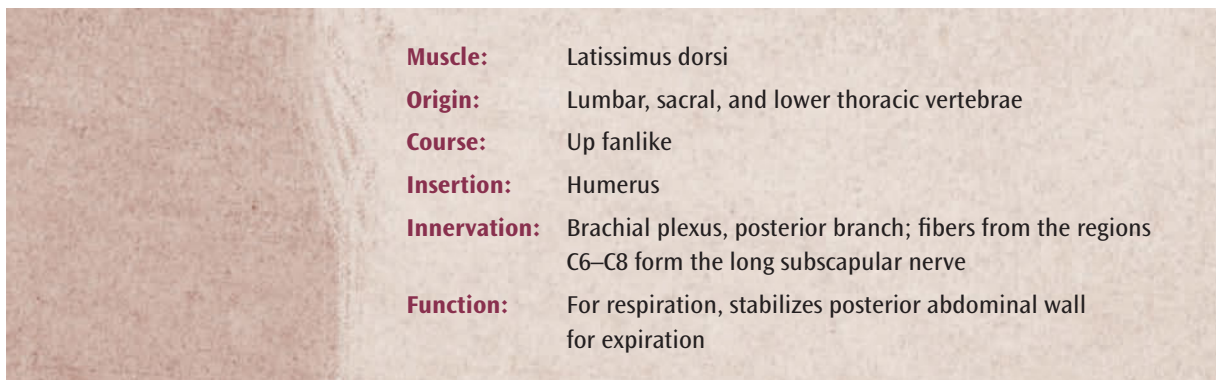 Muscle: Latissimus dorsi
Origin: Lumbar, sacral, and lower thoracic vertebrae
Course: Up fanlike
Insertion: Humerus
Innervation: Brachial plexus, posterior branch; fibers from the regions
C6–C8 form the long subscapular nerve
Function: For respiration, stabilizes posterior abdominal wall
for expiration